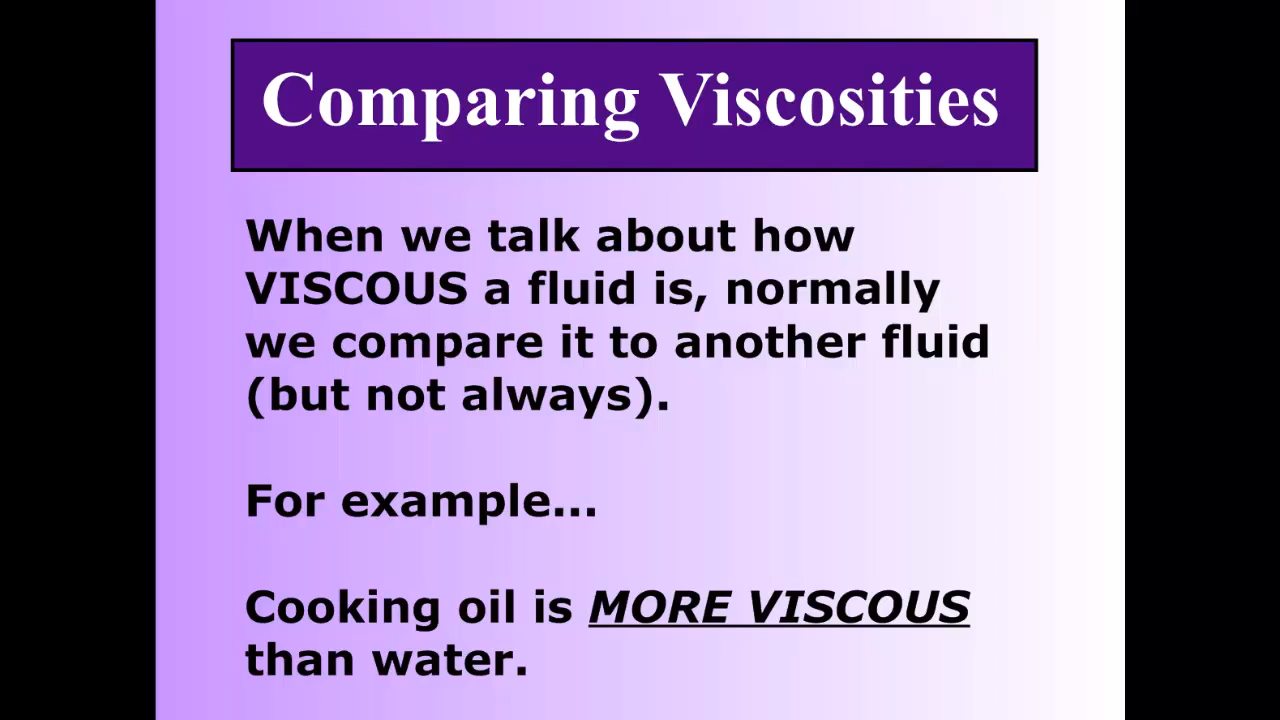 Comparing Viscosities
When we talk about how
VISCOUS a fluid is, normally
we compare it to another fluid
(but not always).
For example...
Cooking oil is MORE VISCOUS
than water.